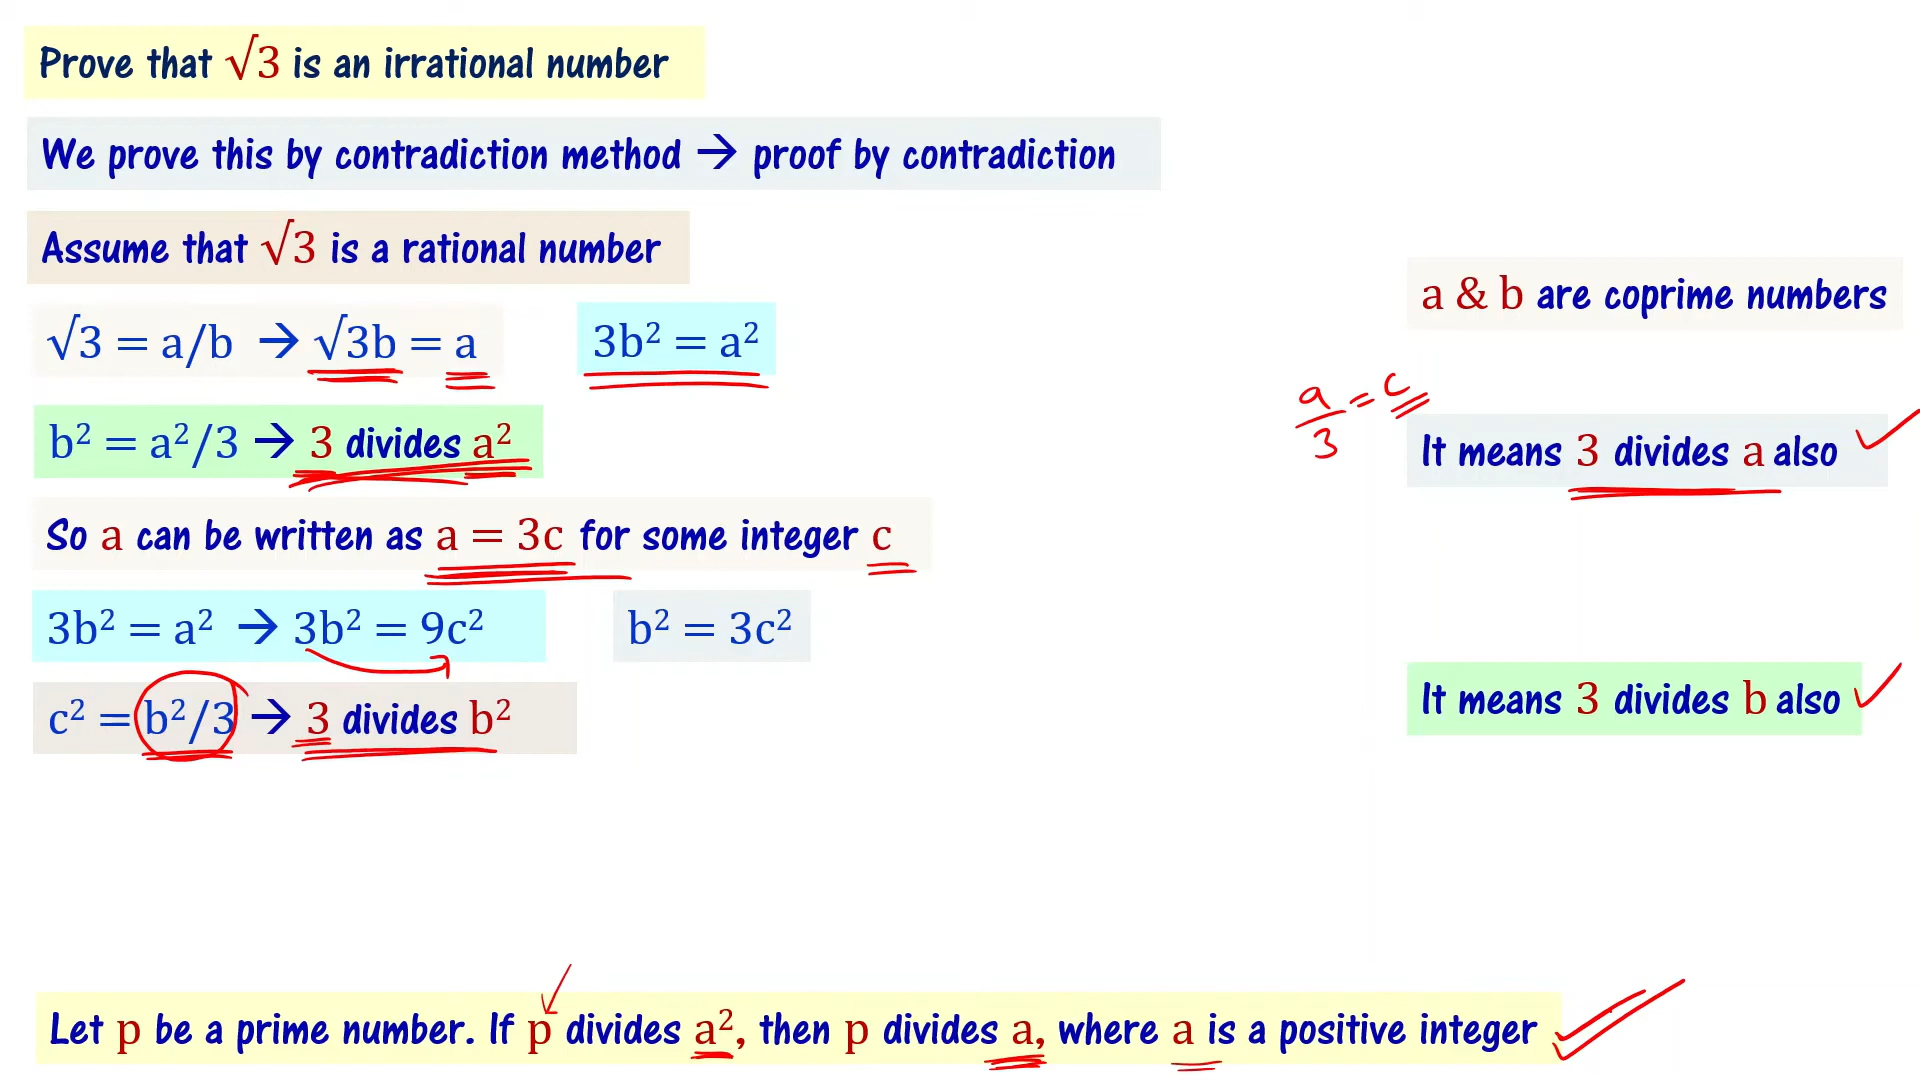 Prove that √3 is an irrational number
We prove this by contradiction method → proof by contradiction
Assume that √3 is a rational number
a & b are coprime numbers
√3 = a/b → √3b = a
3b² = a²
a/3 = c
b² = a²/3 → 3 divides a²
It means 3 divides a also
So a can be written as a = 3c for some integer c
3b² = a² → 3b² = 9c²
b² = 3c²
c² = b²/3 → 3 divides b²
It means 3 divides b also
Let p be a prime number. If p divides a², then p divides a, where a is a positive integer